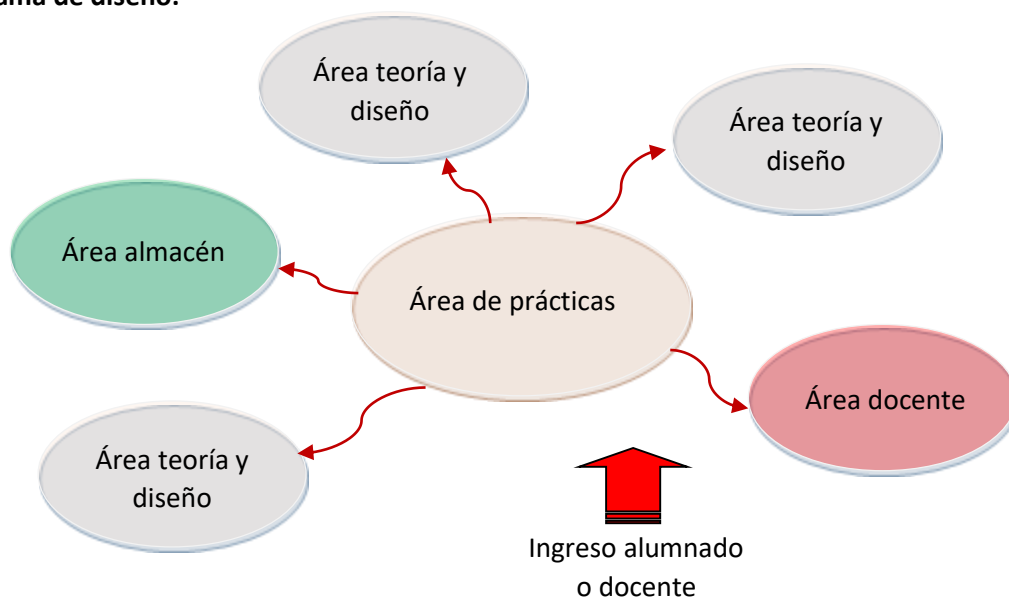 ama de diseño:
Área teoría y
diseño
Área teoría y
diseño
Área almacén
Área de prácticas
Área docente
Área teoría y
diseño
Ingreso alumnado
o docente